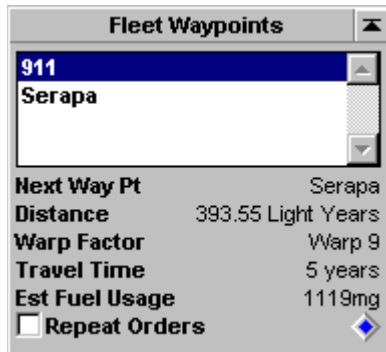 Fleet Waypoints
911
Serapa
Next Way Pt Serapa
Distance 393.55 Light Years
Warp Factor Warp 9
Travel Time 5 years
Est Fuel Usage 1119mg
Repeat Orders